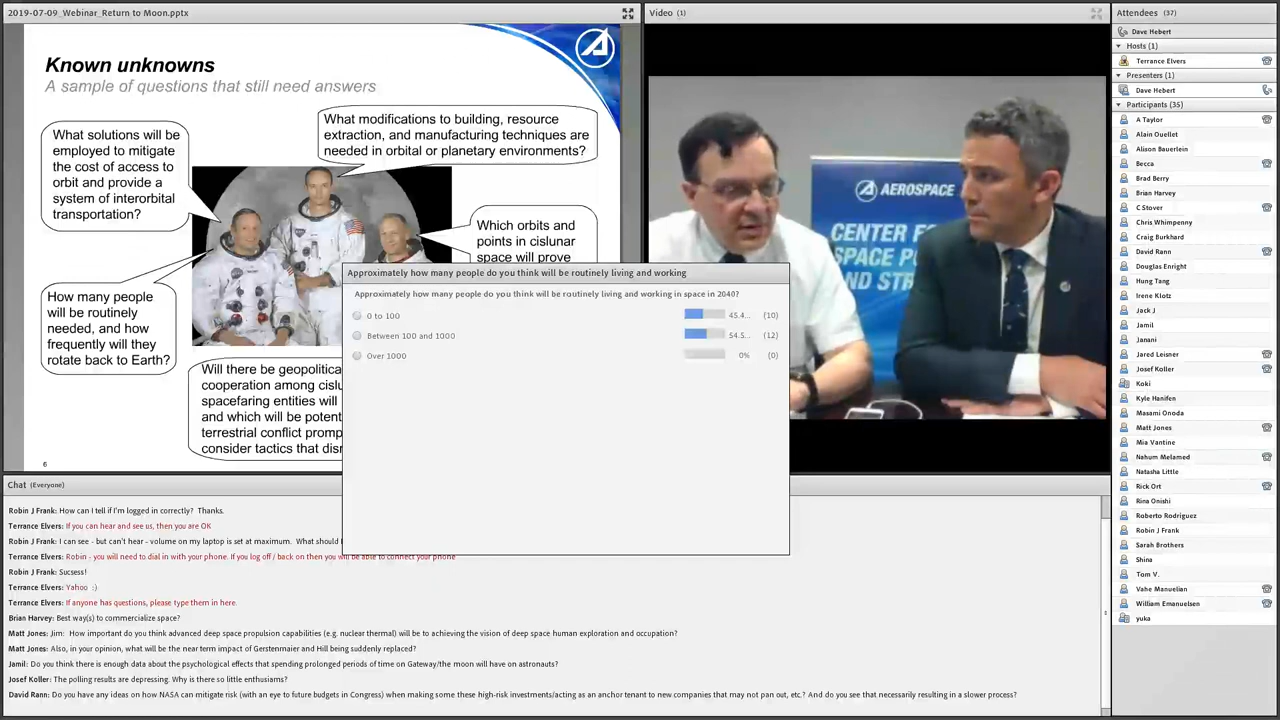 2019-07-09_Webinar_Return to Moon.pptx
Known unknowns
A sample of questions that still need answers
What solutions will be
employed to mitigate
the cost of access to
orbit and provide a
system of interorbital
transportation?
What modifications to building, resource
extraction, and manufacturing techniques are
needed in orbital or planetary environments?
Which orbits and
points in cislunar
space will prove
How many people
will be routinely
needed, and how
frequently will they
rotate back to Earth?
Will there be geopolitica
cooperation among cislu
spacefaring entities will
and which will be potent
terrestrial conflict promp
consider tactics that disr
6
Approximately how many people do you think will be routinely living and working
Approximately how many people do you think will be routinely living and working in space in 2040?
0 to 100 45.4... (10)
Between 100 and 1000 54.5... (12)
Over 1000 0% (0)
Video (1)
AEROSPACE
CENTER F
SPACE PO
AND STR
Chat (Everyone)
Robin J Frank: How can I tell if I'm logged in correctly? Thanks.
Terrance Elvers: If you can hear and see us, then you are OK
Robin J Frank: I can see - but can't hear - volume on my laptop is set at maximum. What should
Terrance Elvers: Robin - you will need to dial in with your phone. If you log off / back on then you will be able to connect your phone
Robin J Frank: Sucsess!
Terrance Elvers: Yahoo :)
Terrance Elvers: If anyone has questions, please type them in here.
Brian Harvey: Best way(s) to commercialize space?
Matt Jones: Jim: How important do you think advanced deep space propulsion capabilities (e.g. nuclear thermal) will be to achieving the vision of deep space human exploration and occupation?
Matt Jones: Also, in your opinion, what will be the near term impact of Gerstenmaier and Hill being suddenly replaced?
Jamil: Do you think there is enough data about the psychological effects that spending prolonged periods of time on Gateway/the moon will have on astronauts?
Josef Koller: The polling results are depressing. Why is there so little enthusiasms?
David Rann: Do you have any ideas on how NASA can mitigate risk (with an eye to future budgets in Congress) when making some these high-risk investments/acting as an anchor tenant to new companies that may not pan out, etc.? And do you see that necessarily resulting in a slower process?
Attendees (37)
Dave Hebert
Hosts (1)
Terrance Elvers
Presenters (1)
Dave Hebert
Participants (35)
A Taylor
Alain Ouellet
Alison Bauerlein
Becca
Brad Berry
Brian Harvey
C Stover
Chris Whimpenny
Craig Burkhard
David Rann
Douglas Enright
Hung Tang
Irene Klotz
Jack J
Jamil
Janani
Jared Leisner
Josef Koller
Koki
Kyle Hanifen
Masami Onoda
Matt Jones
Mia Vantine
Nahum Melamed
Natasha Little
Rick Ort
Rina Onishi
Roberto Rodriguez
Robin J Frank
Sarah Brothers
Shina
Tom V.
Vahe Manuelian
William Emanuelsen
yuka